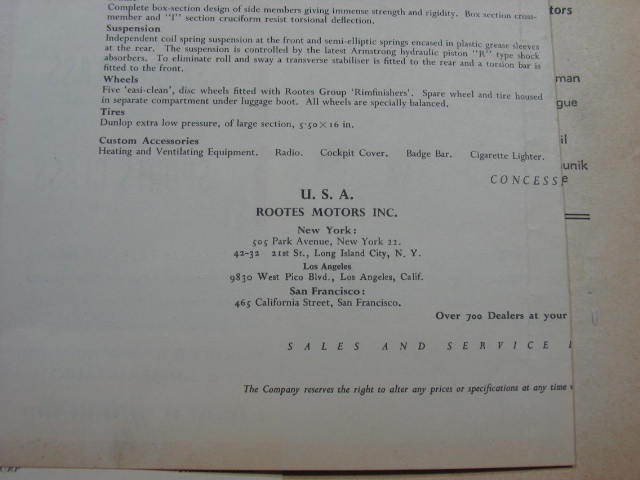 Complete box-section design of side members giving immense strength and rigidity. Box section cross-
member and "I" section cruciform resist torsional deflection.
Suspension
Independent coil spring suspension at the front and semi-elliptic springs encased in plastic grease sleeves
at the rear. The suspension is controlled by the latest Armstrong hydraulic piston "R" type shock
absorbers. To eliminate roll and sway a transverse stabiliser is fitted to the rear and a torsion bar is
fitted to the front.
Wheels
Five 'easi-clean', disc wheels fitted with Rootes Group 'Rimfinishers'. Spare wheel and tire housed
in separate compartment under luggage boot. All wheels are specially balanced.
Tires
Dunlop extra low pressure, of large section, 5·50 × 16 in.
Custom Accessories
Heating and Ventilating Equipment. Radio. Cockpit Cover. Badge Bar. Cigarette Lighter.
CONCESS
U. S. A.
ROOTES MOTORS INC.
New York:
505 Park Avenue, New York 22.
42-32 21st St., Long Island City, N. Y.
Los Angeles
9830 West Pico Blvd., Los Angeles, Calif.
San Francisco:
465 California Street, San Francisco.
Over 700 Dealers at your
SALES AND SERVICE
The Company reserves the right to alter any prices or specifications at any time
tors
man
gue
il
unik
e